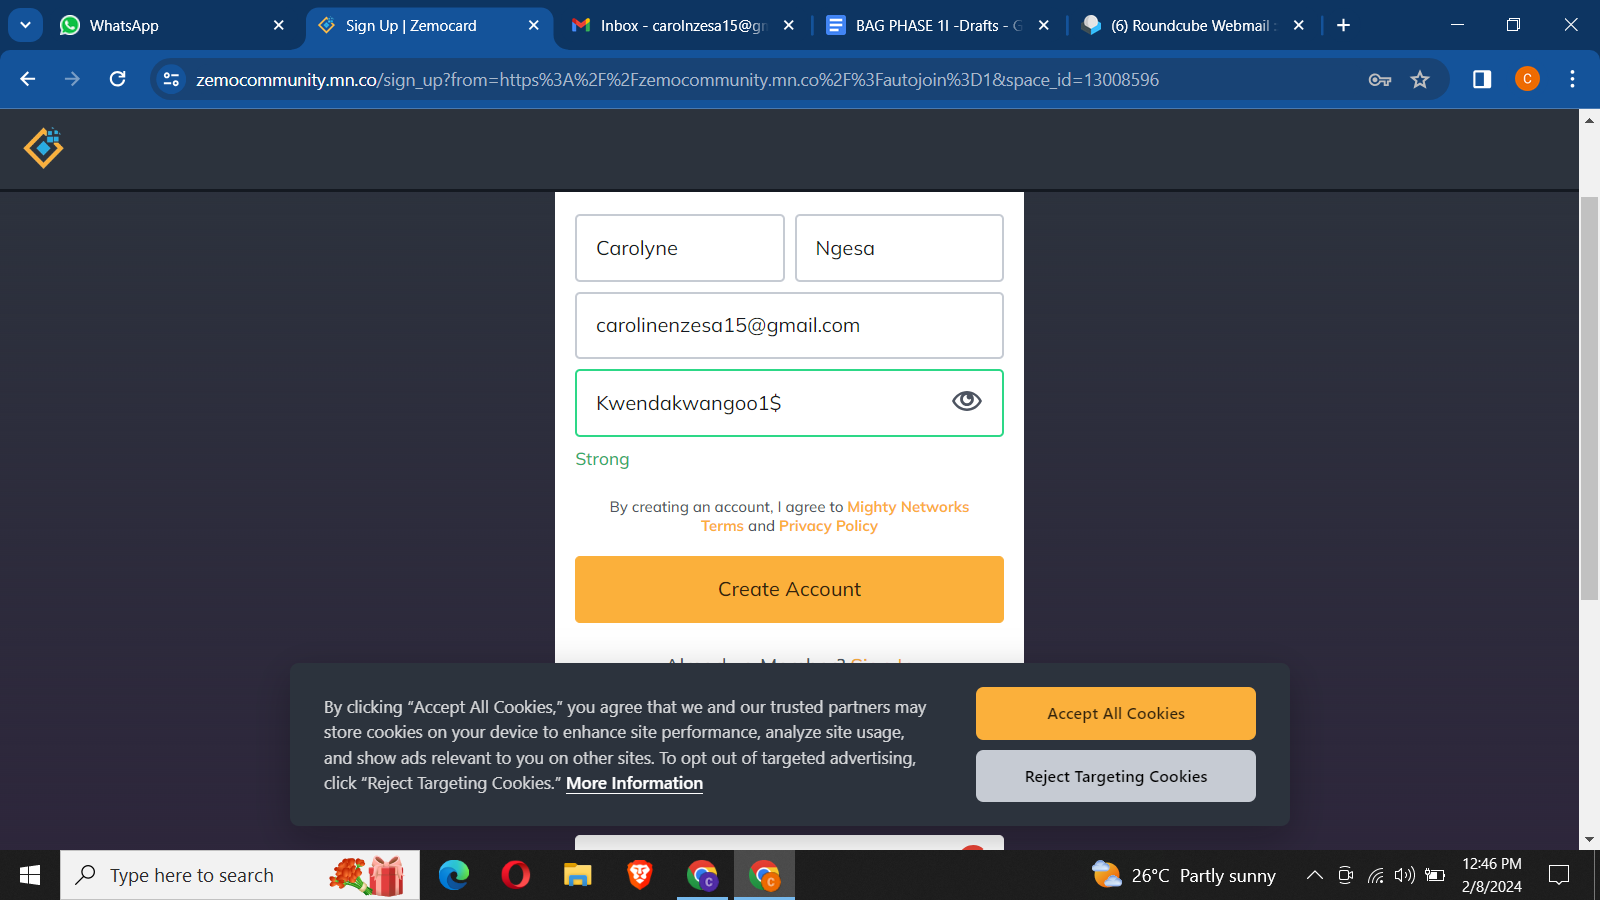 WhatsApp
Sign Up | Zemocard
Inbox - carolnzesa15@gm
BAG PHASE 1I -Drafts - G
(6) Roundcube Webmail :
zemocommunity.mn.co/sign_up?from=https%3A%2F%2Fzemocommunity.mn.co%2F%3Fautojoin%3D1&space_id=13008596
C
Carolyne
Ngesa
carolinenzesa15@gmail.com
Kwendakwangoo1$
Strong
By creating an account, I agree to Mighty Networks
Terms and Privacy Policy
Create Account
By clicking “Accept All Cookies,” you agree that we and our trusted partners may
store cookies on your device to enhance site performance, analyze site usage,
and show ads relevant to you on other sites. To opt out of targeted advertising,
click “Reject Targeting Cookies.” More Information
Accept All Cookies
Reject Targeting Cookies
Type here to search
C
C
26°C Partly sunny
12:46 PM
2/8/2024